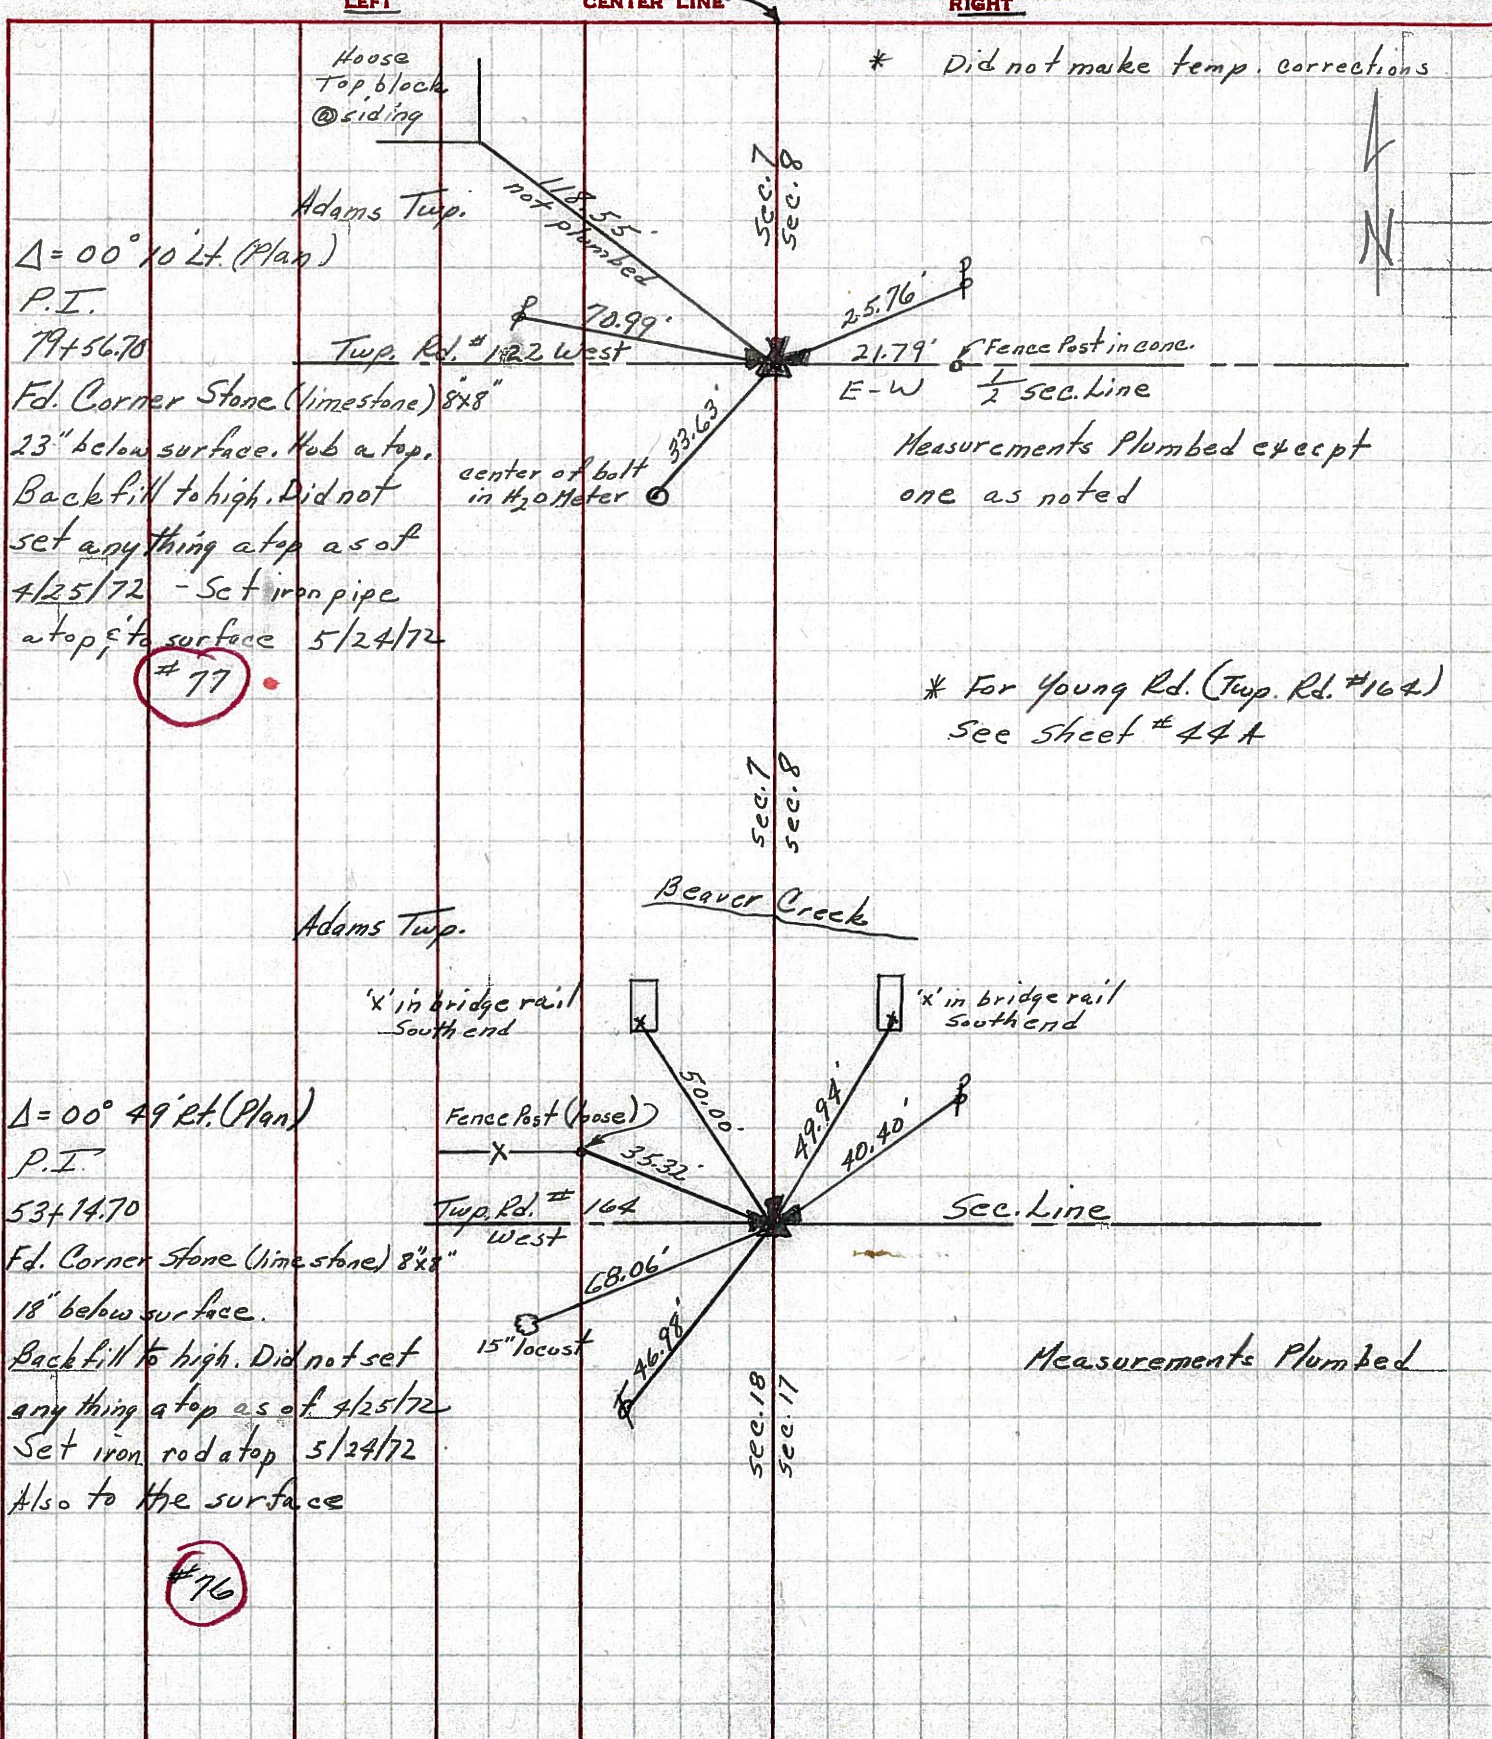 LEFT
CENTER LINE
RIGHT
House
Top block
@ siding
* Did not make temp. corrections
Sec. 7
Sec. 8
N
118.55'
not plumbed
Adams Twp.
Δ = 00° 10' Lt. (Plan)
P.I.
79+56.70
70.99'
25.76'
Twp. Rd. #122 West
21.79'
Fence Post in conc.
E-W 1/2 Sec. Line
Fd. Corner Stone (limestone) 8"x8"
23" below surface. Hub atop.
Backfill to high. Did not
set anything atop as of
4/25/72 - Set iron pipe
atop, & to surface 5/24/72
#77
33.63'
center of bolt
in H2O Meter
Measurements Plumbed except
one as noted
* For Young Rd. (Twp. Rd. #164)
See Sheet #44A
Sec. 7
Sec. 8
Beaver Creek
Adams Twp.
'X' in bridge rail
South end
'X' in bridge rail
South end
Δ = 00° 49' Rt. (Plan)
P.I.
53+14.70
Fence Post (loose)
50.00'
49.94'
40.40'
35.32'
Twp. Rd. # 164
West
Sec. Line
Fd. Corner Stone (limestone) 8"x8"
18" below surface.
Backfill to high. Did not set
anything atop as of 4/25/72
Set iron rod atop 5/24/72
Also to the surface
68.06'
15" locust
46.98'
Sec. 18
Sec. 17
Measurements Plumbed
#76